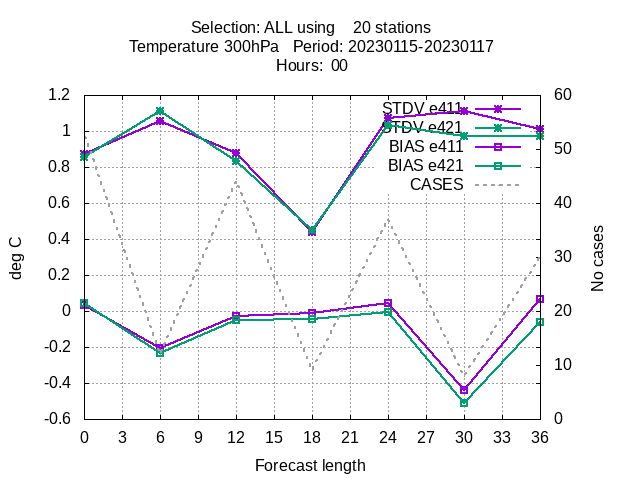 Selection: ALL using 20 stations
Temperature 300hPa Period: 20230115-20230117
Hours: 00
1.2
1
0.8
0.6
0.4
0.2
0
-0.2
-0.4
-0.6
deg C
STDV e411
STDV e421
BIAS e411
BIAS e421
CASES
60
50
40
30
20
10
0
No cases
0 3 6 9 12 15 18 21 24 27 30 33 36
Forecast length